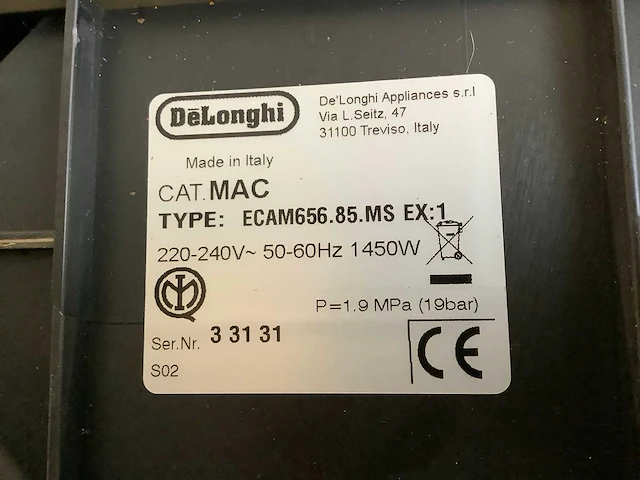 DēLonghi
De'Longhi Appliances s.r.l
Via L.Seitz, 47
31100 Treviso, Italy
Made in Italy
CAT.MAC
TYPE: ECAM656.85.MS EX:1
220-240V~ 50-60Hz 1450W
IMQ
P=1.9 MPa (19bar)
Ser.Nr. 3 31 31
S02
CE